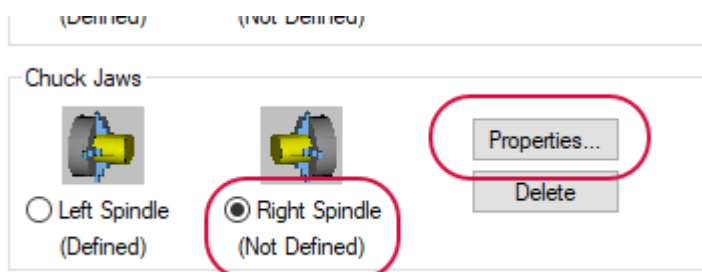 (Defined) (Not Defined)
Chuck Jaws
Properties...
Delete
Left Spindle
(Defined)
Right Spindle
(Not Defined)